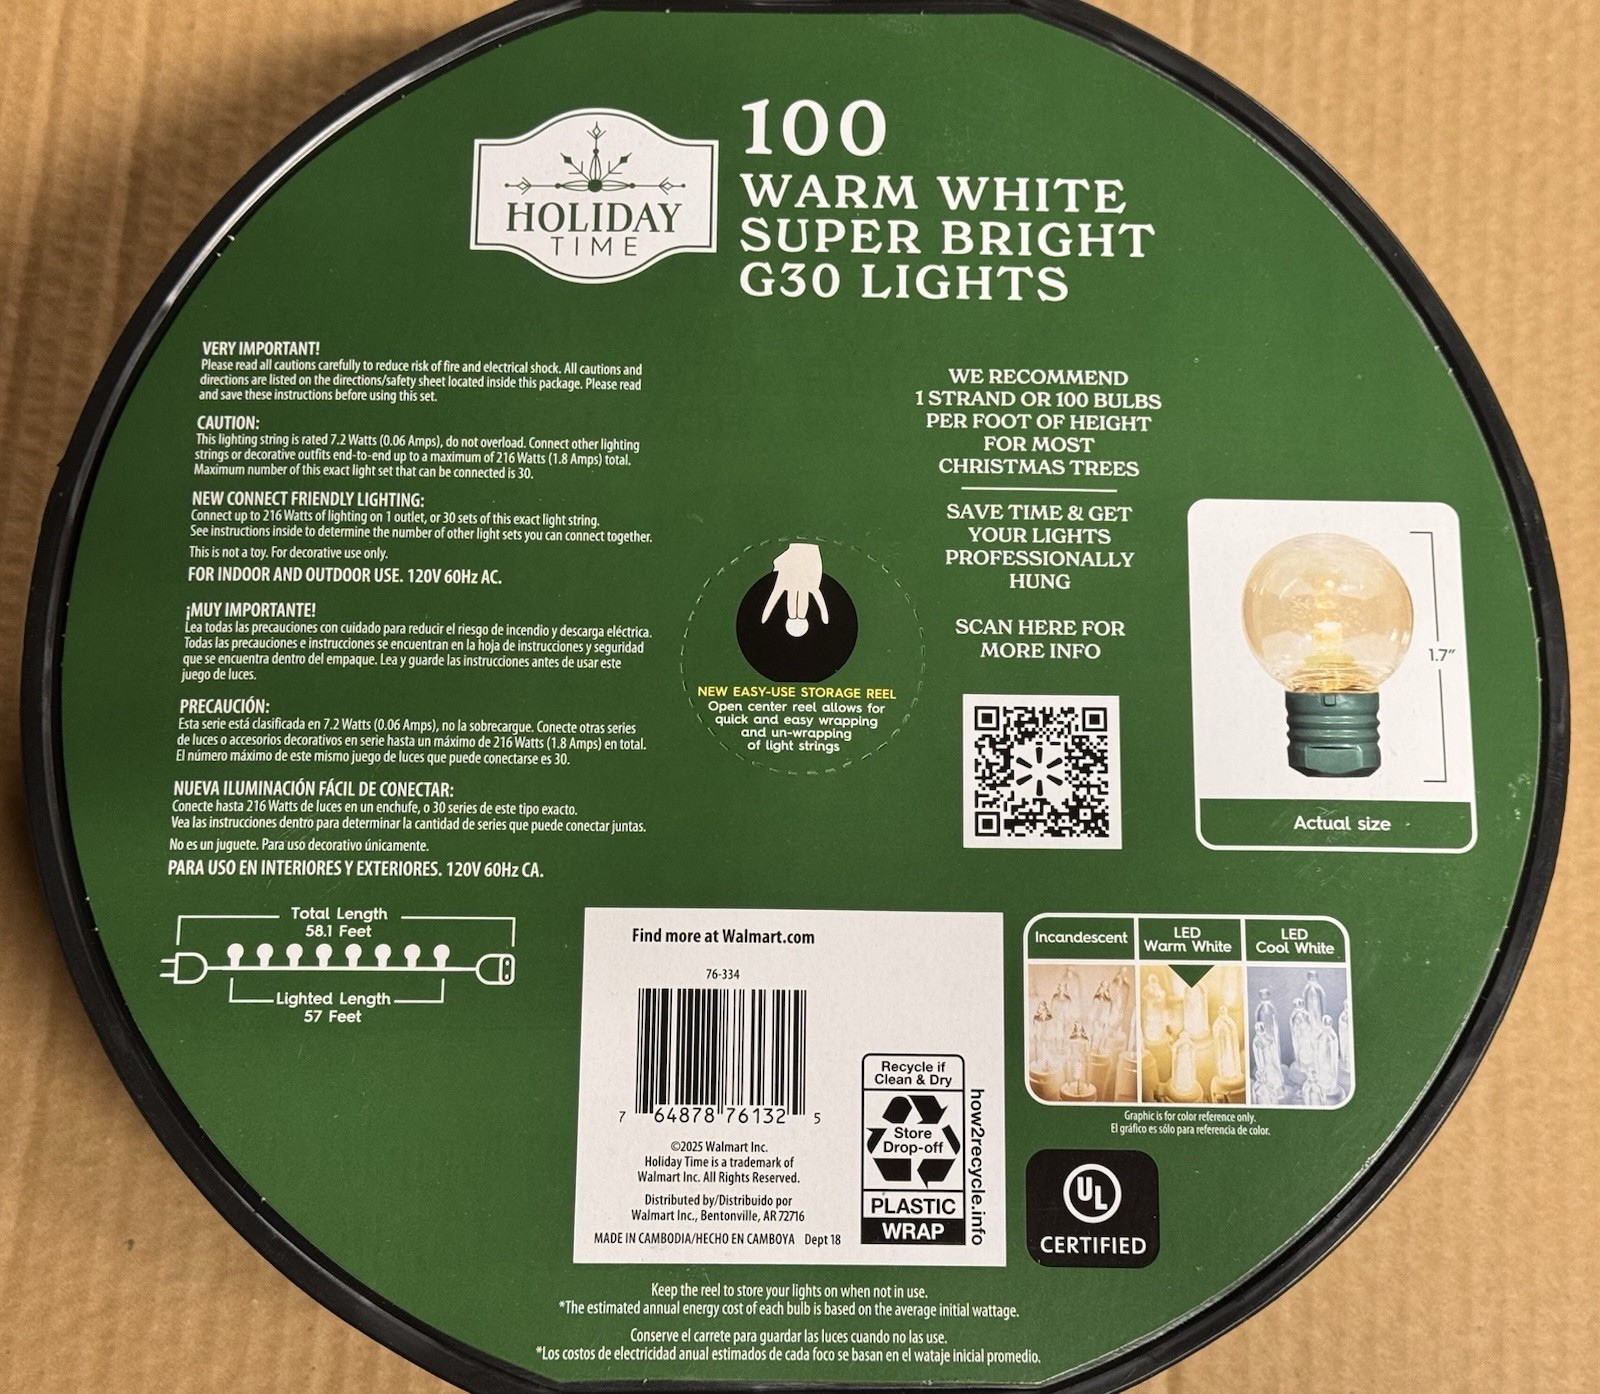 HOLIDAY
TIME
100
WARM WHITE
SUPER BRIGHT
G30 LIGHTS
VERY IMPORTANT!
Please read all cautions carefully to reduce risk of fire and electrical shock. All cautions and
directions are listed on the directions/safety sheet located inside this package. Please read
and save these instructions before using this set.
CAUTION:
This lighting string is rated 7.2 Watts (0.06 Amps), do not overload. Connect other lighting
strings or decorative outfits end-to-end up to a maximum of 216 Watts (1.8 Amps) total.
Maximum number of this exact light set that can be connected is 30.
NEW CONNECT FRIENDLY LIGHTING:
Connect up to 216 Watts of lighting on 1 outlet, or 30 sets of this exact light string.
See instructions inside to determine the number of other light sets you can connect together.
This is not a toy. For decorative use only.
FOR INDOOR AND OUTDOOR USE. 120V 60Hz AC.
¡MUY IMPORTANTE!
Lea todas las precauciones con cuidado para reducir el riesgo de incendio y descarga eléctrica.
Todas las precauciones e instrucciones se encuentran en la hoja de instrucciones y seguridad
que se encuentra dentro del empaque. Lea y guarde las instrucciones antes de usar este
juego de luces.
PRECAUCIÓN:
Esta serie está clasificada en 7.2 Watts (0.06 Amps), no la sobrecargue. Conecte otras series
de luces o accesorios decorativos en serie hasta un máximo de 216 Watts (1.8 Amps) en total.
El número máximo de este mismo juego de luces que puede conectarse es 30.
NUEVA ILUMINACIÓN FÁCIL DE CONECTAR:
Conecte hasta 216 Watts de luces en un enchufe, o 30 series de este tipo exacto.
Vea las instrucciones dentro para determinar la cantidad de series que puede conectar juntas.
No es un juguete. Para uso decorativo únicamente.
PARA USO EN INTERIORES Y EXTERIORES. 120V 60Hz CA.
NEW EASY-USE STORAGE REEL
Open center reel allows for
quick and easy wrapping
and un-wrapping
of light strings
WE RECOMMEND
1 STRAND OR 100 BULBS
PER FOOT OF HEIGHT
FOR MOST
CHRISTMAS TREES
SAVE TIME & GET
YOUR LIGHTS
PROFESSIONALLY
HUNG
SCAN HERE FOR
MORE INFO
1.7"
Actual size
Total Length
58.1 Feet
Lighted Length
57 Feet
Find more at Walmart.com
76-334
7 64878 76132 5
©2025 Walmart Inc.
Holiday Time is a trademark of
Walmart Inc. All Rights Reserved.
Distributed by/Distribuido por
Walmart Inc., Bentonville, AR 72716
MADE IN CAMBODIA/HECHO EN CAMBOYA Dept 18
Recycle if
Clean & Dry
Store
Drop-off
PLASTIC
WRAP
how2recycle.info
Incandescent
LED
Warm White
LED
Cool White
Graphic is for color reference only.
El gráfico es sólo para referencia de color.
UL
CERTIFIED
Keep the reel to store your lights on when not in use.
*The estimated annual energy cost of each bulb is based on the average initial wattage.
Conserve el carrete para guardar las luces cuando no las use.
*Los costos de electricidad anual estimados de cada foco se basan en el wataje inicial promedio.